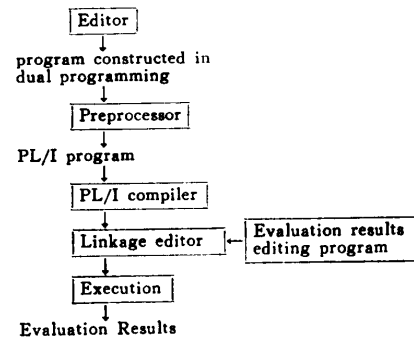 Editor
program constructed in
dual programming
Preprocessor
PL/I program
PL/I compiler
Linkage editor
Evaluation results
editing program
Execution
Evaluation Results